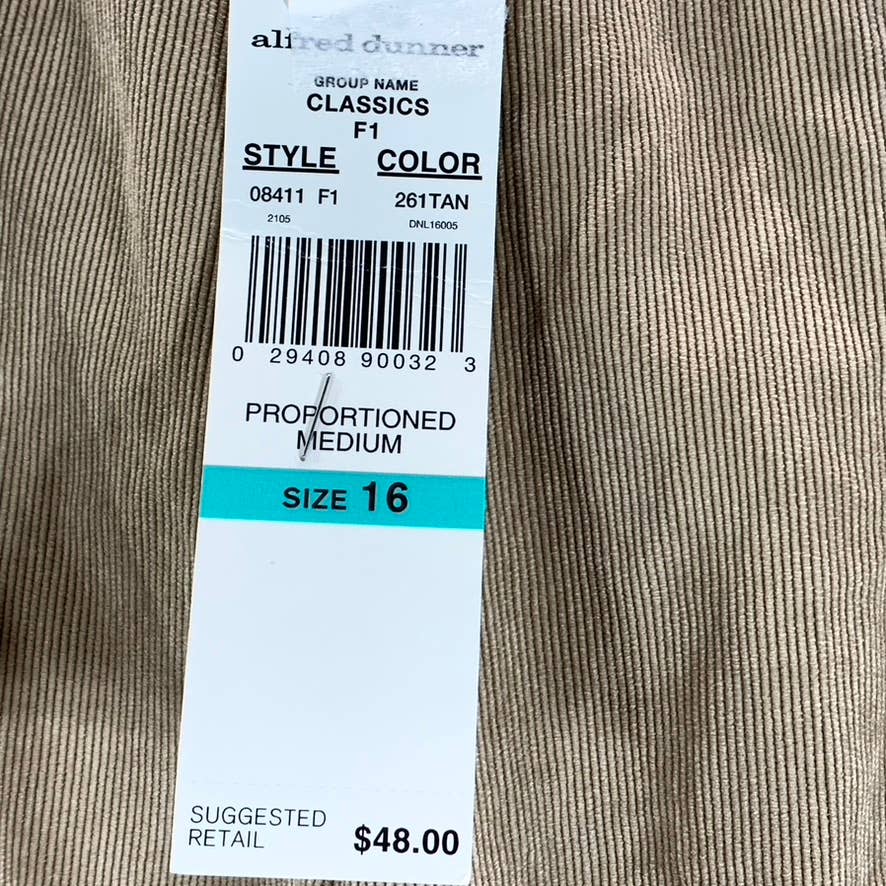 alfred dunner
GROUP NAME
CLASSICS
F1
STYLE COLOR
08411 F1 261TAN
2105 DNL16005
0 29408 90032 3
PROPORTIONED
MEDIUM
SIZE 16
SUGGESTED
RETAIL $48.00